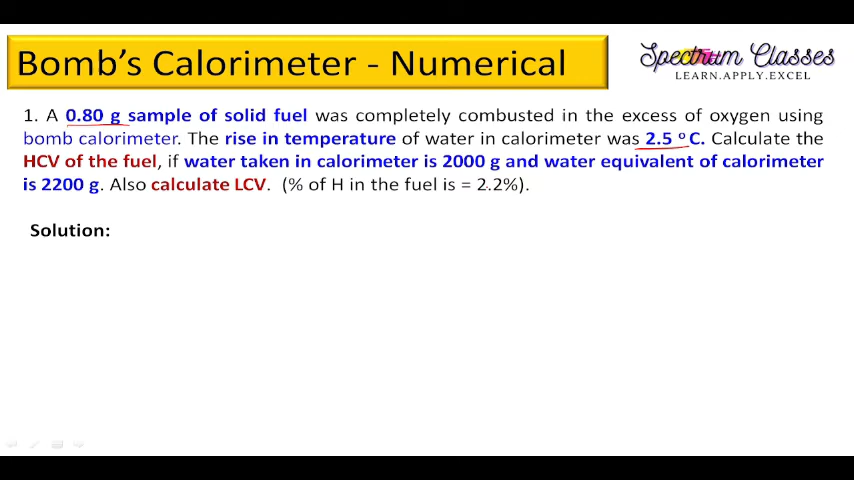 Bomb's Calorimeter - Numerical
Spectrum Classes
LEARN.APPLY.EXCEL
1. A 0.80 g sample of solid fuel was completely combusted in the excess of oxygen using
bomb calorimeter. The rise in temperature of water in calorimeter was 2.5 ᵒ C. Calculate the
HCV of the fuel, if water taken in calorimeter is 2000 g and water equivalent of calorimeter
is 2200 g. Also calculate LCV. (% of H in the fuel is = 2.2%).
Solution: